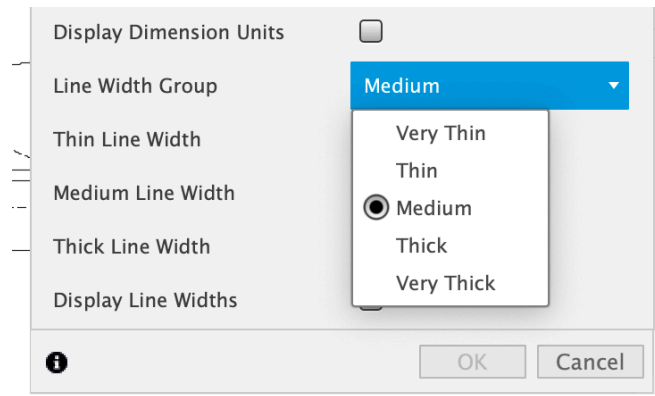 Display Dimension Units
Line Width Group
Medium
Thin Line Width
Very Thin
Thin
Medium Line Width
Medium
Thick Line Width
Thick
Display Line Widths
Very Thick
OK
Cancel